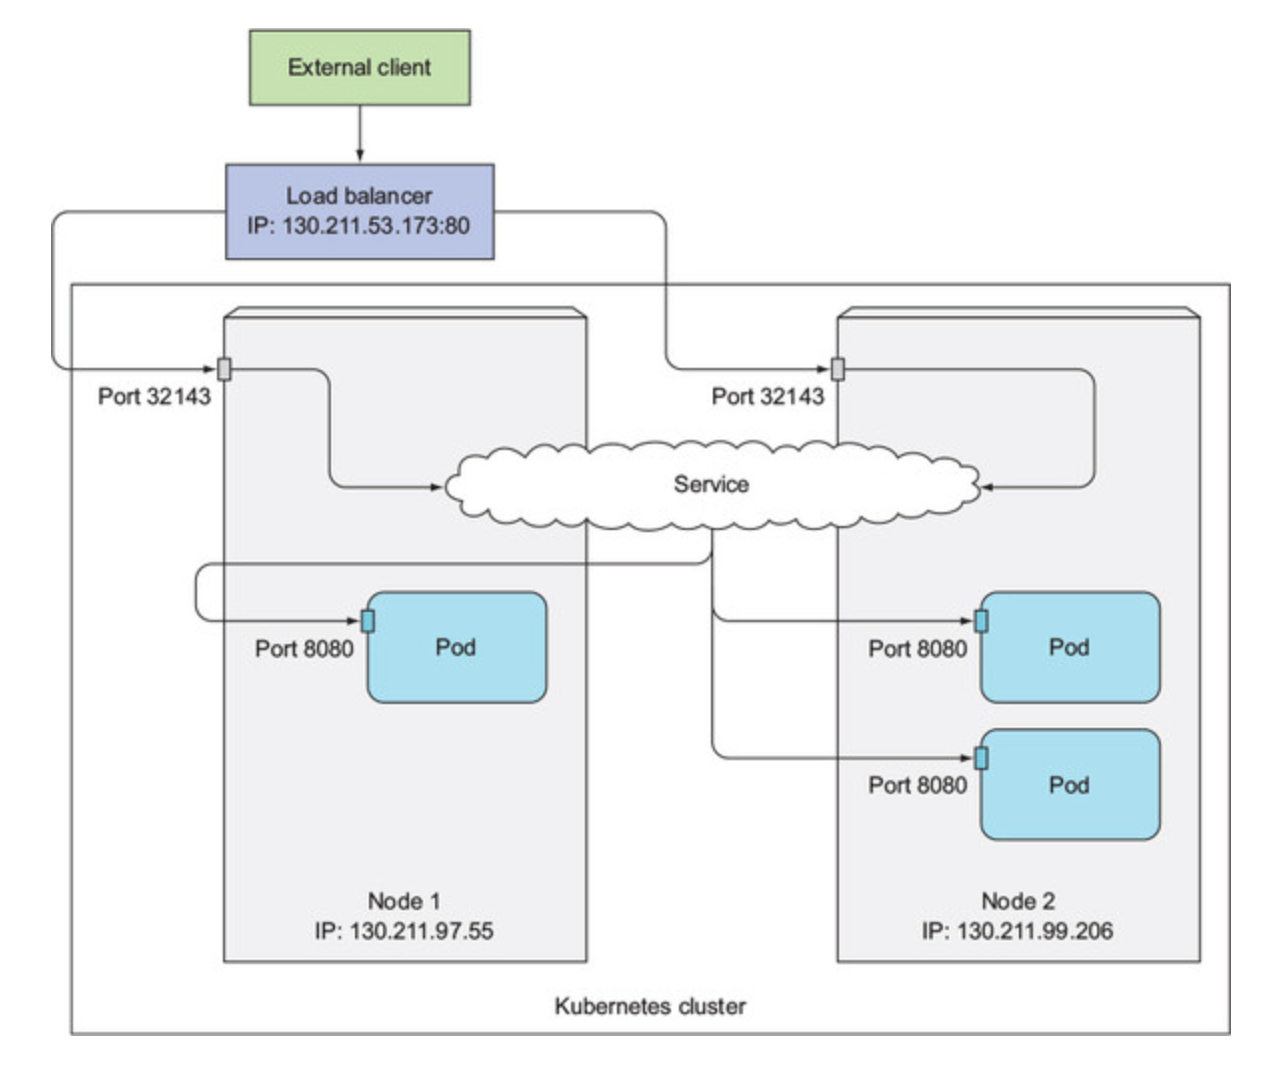 External client
Load balancer
IP: 130.211.53.173:80
Port 32143
Port 32143
Service
Port 8080
Pod
Port 8080
Pod
Port 8080
Pod
Node 1
IP: 130.211.97.55
Node 2
IP: 130.211.99.206
Kubernetes cluster